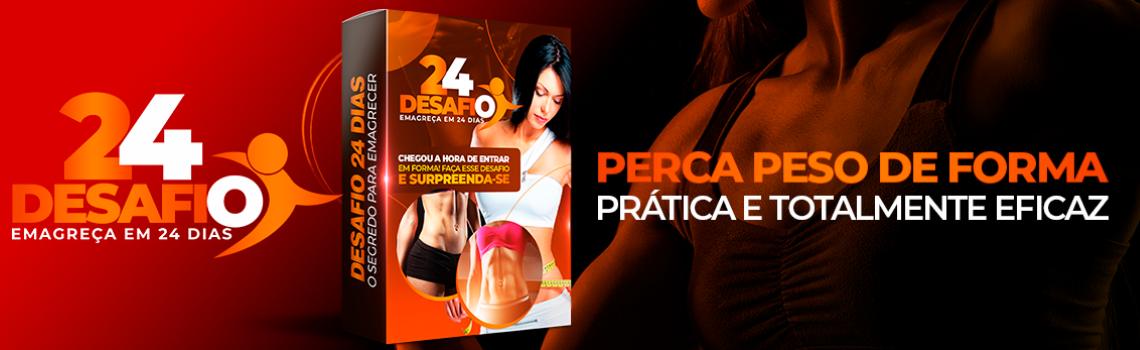 24
DESAFIO
EMAGREÇA EM 24 DIAS
DESAFIO 24 DIAS
O SEGREDO PARA EMAGRECER
24
DESAFIO
EMAGREÇA EM 24 DIAS
CHEGOU A HORA DE ENTRAR
EM FORMA! FAÇA ESSE DESAFIO
E SURPREENDA-SE
PERCA PESO DE FORMA
PRÁTICA E TOTALMENTE EFICAZ